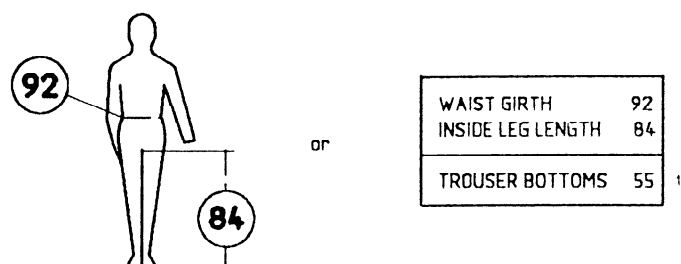 92
84
or
WAIST GIRTH 92
INSIDE LEG LENGTH 84
TROUSER BOTTOMS 55